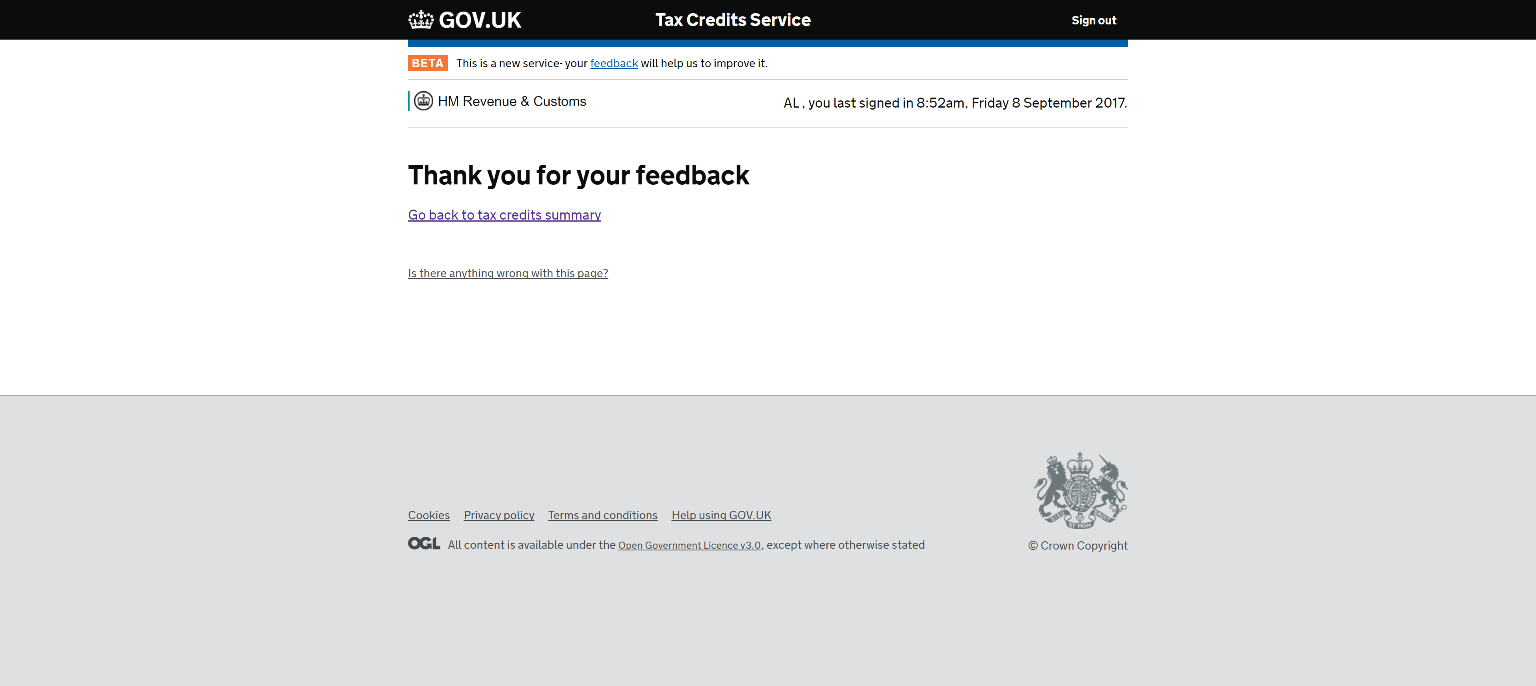 GOV.UK Tax Credits Service Sign out
BETA This is a new service- your feedback will help us to improve it.
HM Revenue & Customs AL , you last signed in 8:52am, Friday 8 September 2017.
Thank you for your feedback
Go back to tax credits summary
Is there anything wrong with this page?
Cookies Privacy policy Terms and conditions Help using GOV.UK
OGL All content is available under the Open Government Licence v3.0, except where otherwise stated
© Crown Copyright